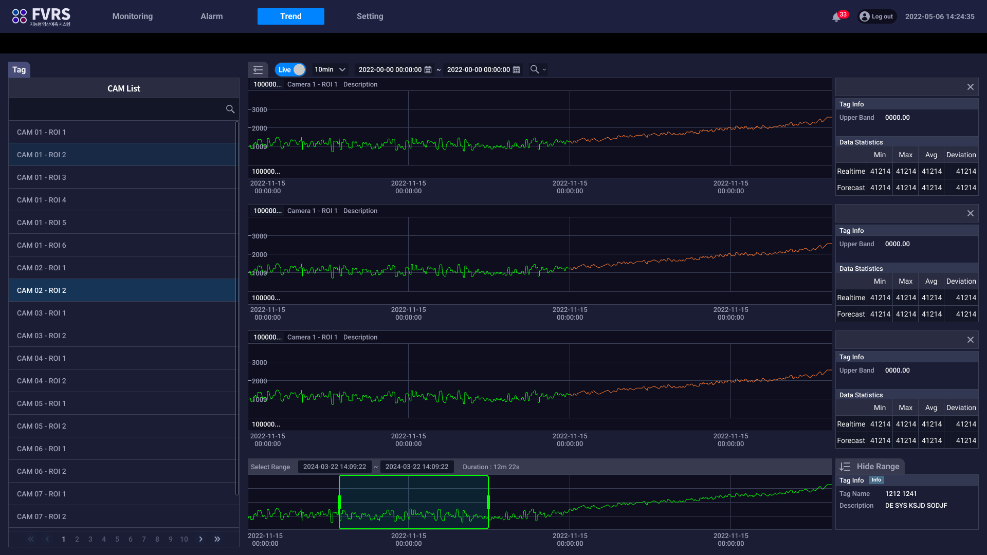 FVRS
Monitoring
Alarm
Trend
Setting
33
Log out
2022-05-06 14:24:35
Tag
CAM List
CAM 01 - ROI 1
CAM 01 - ROI 2
CAM 01 - ROI 3
CAM 01 - ROI 4
CAM 01 - ROI 5
CAM 01 - ROI 6
CAM 02 - ROI 1
CAM 02 - ROI 2
CAM 03 - ROI 1
CAM 03 - ROI 2
CAM 04 - ROI 1
CAM 04 - ROI 2
CAM 05 - ROI 1
CAM 05 - ROI 2
CAM 06 - ROI 1
CAM 06 - ROI 2
CAM 07 - ROI 1
CAM 07 - ROI 2
1 2 3 4 5 6 7 8 9 10
Live 10min 2022-00-00 00:00:00 ~ 2022-00-00 00:00:00
100000... Camera 1 - ROI 1 Description
3000
2000
1000
100000...
2022-11-15 2022-11-15 2022-11-15 2022-11-15
00:00:00 00:00:00 00:00:00 00:00:00
Tag Info
Upper Band 0000.00
Data Statistics
Min Max Avg Deviation
Realtime 41214 41214 41214 41214
Forecast 41214 41214 41214 41214
100000... Camera 1 - ROI 1 Description
3000
2000
1000
100000...
2022-11-15 2022-11-15 2022-11-15 2022-11-15
00:00:00 00:00:00 00:00:00 00:00:00
Tag Info
Upper Band 0000.00
Data Statistics
Min Max Avg Deviation
Realtime 41214 41214 41214 41214
Forecast 41214 41214 41214 41214
100000... Camera 1 - ROI 1 Description
3000
2000
1000
100000...
2022-11-15 2022-11-15 2022-11-15 2022-11-15
00:00:00 00:00:00 00:00:00 00:00:00
Tag Info
Upper Band 0000.00
Data Statistics
Min Max Avg Deviation
Realtime 41214 41214 41214 41214
Forecast 41214 41214 41214 41214
Select Range 2024-03-22 14:09:22 ~ 2024-03-22 14:09:22 Duration : 12m 22s
2022-11-15 2022-11-15 2022-11-15 2022-11-15
00:00:00 00:00:00 00:00:00 00:00:00
Hide Range
Tag Info Info
Tag Name 1212 1241
Description DE SYS KSJD SODJF